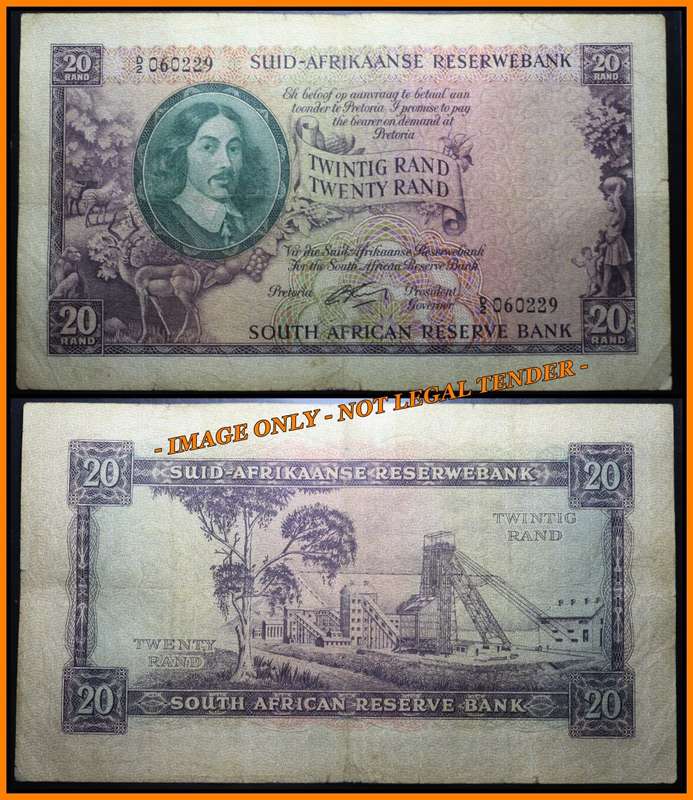 20 RAND
D/2 060229
SUID-AFRIKAANSE RESERWEBANK
20 RAND
Ek beloof op aanvraag te betaal aan
toonder te Pretoria I promise to pay
the bearer on demand at
Pretoria
TWINTIG RAND
TWENTY RAND
Vir die Suid-Afrikaanse Reserwebank
For the South African Reserve Bank
Pretoria
President
Governor
D/2 060229
20 RAND
SOUTH AFRICAN RESERVE BANK
20 RAND
- IMAGE ONLY - NOT LEGAL TENDER -
20
SUID-AFRIKAANSE RESERWEBANK
20
TWINTIG
RAND
TWENTY
RAND
20
SOUTH AFRICAN RESERVE BANK
20